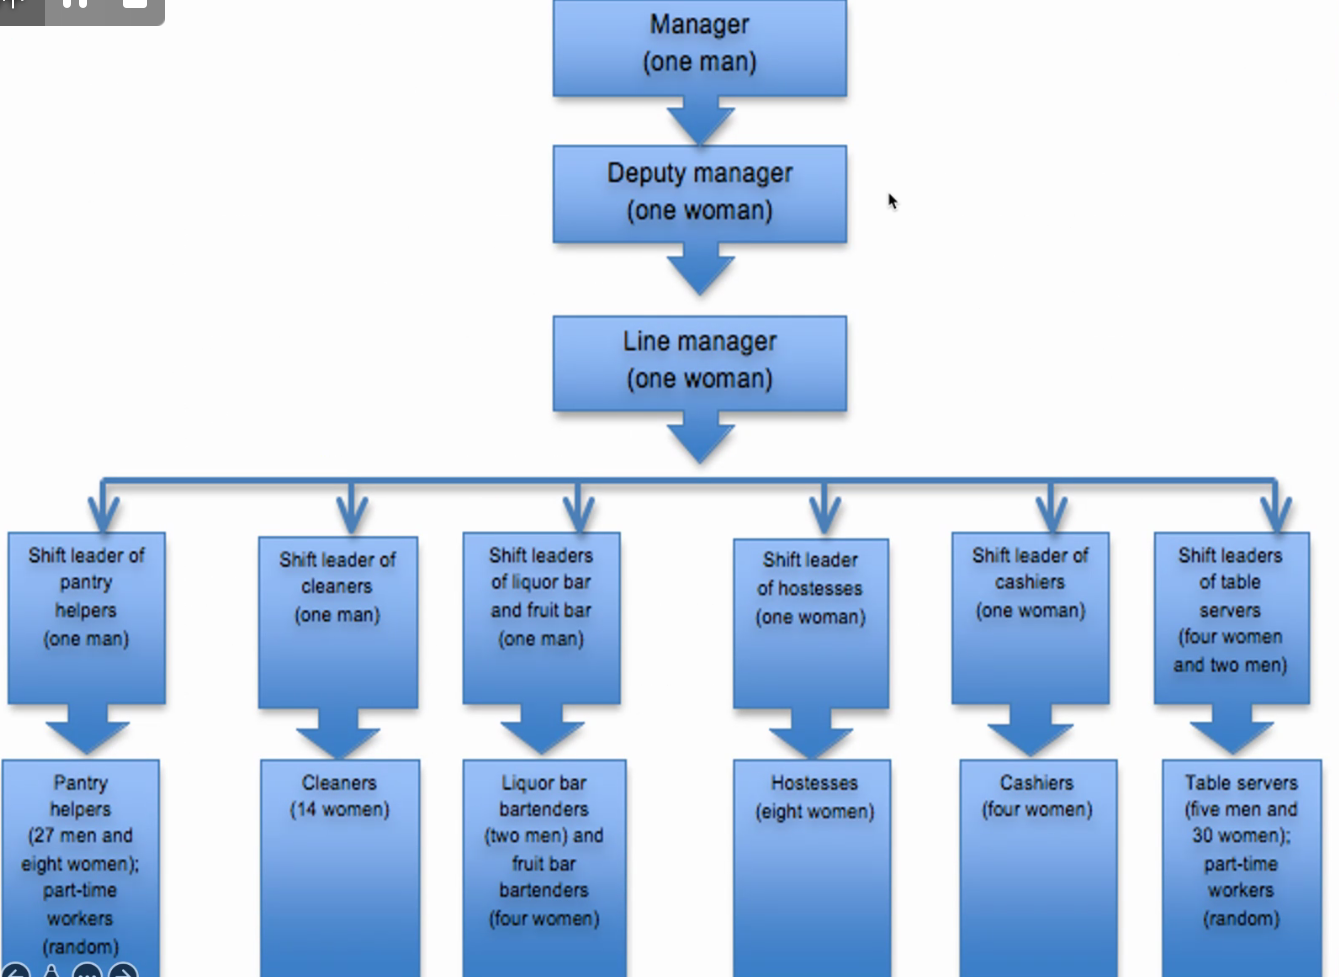 Manager
(one man)
Deputy manager
(one woman)
Line manager
(one woman)
Shift leader of
pantry
helpers
(one man)
Shift leader of
cleaners
(one man)
Shift leaders
of liquor bar
and fruit bar
(one man)
Shift leader
of hostesses
(one woman)
Shift leader of
cashiers
(one woman)
Shift leaders
of table
servers
(four women
and two men)
Pantry
helpers
(27 men and
eight women);
part-time
workers
(random)
Cleaners
(14 women)
Liquor bar
bartenders
(two men) and
fruit bar
bartenders
(four women)
Hostesses
(eight women)
Cashiers
(four women)
Table servers
(five men and
30 women);
part-time
workers
(random)